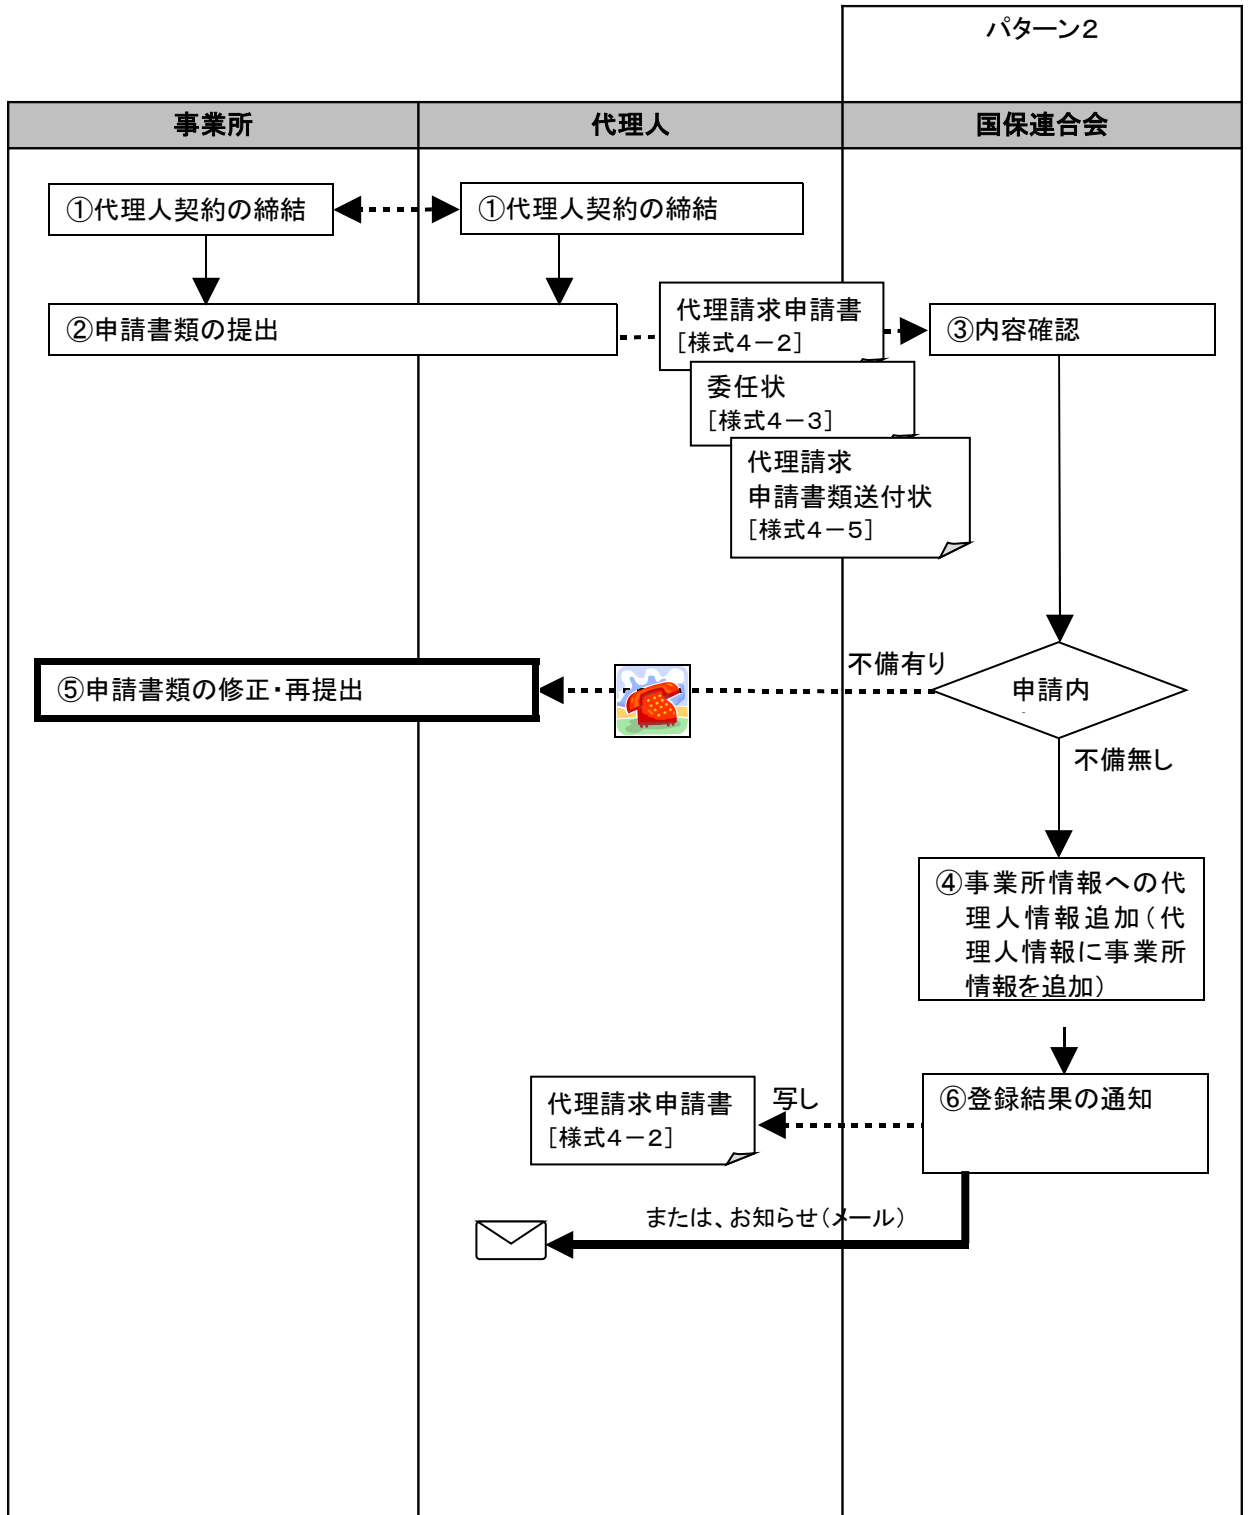 パターン２
事業所
代理人
国保連合会
①代理人契約の締結
①代理人契約の締結
②申請書類の提出
代理請求申請書
［様式４－２］
③内容確認
委任状
［様式４－３］
代理請求
申請書類送付状
［様式４－５］
不備有り
⑤申請書類の修正・再提出
申請内
不備無し
④事業所情報への代
理人情報追加（代
理人情報に事業所
情報を追加）
代理請求申請書
［様式４－２］
写し
⑥登録結果の通知
または、お知らせ（メール）